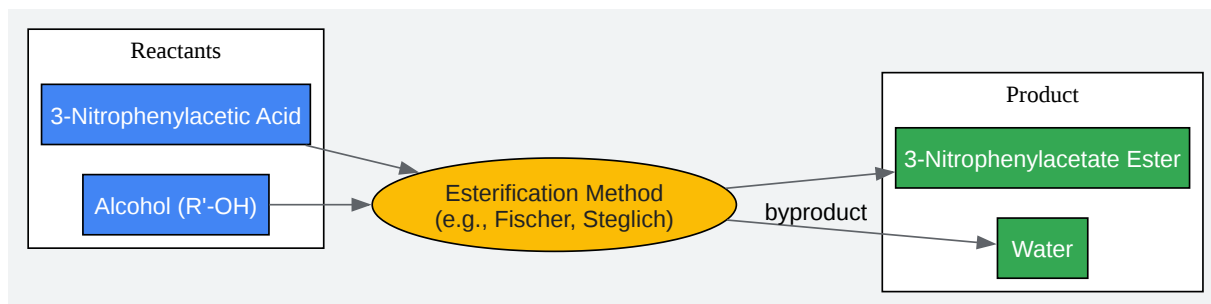 Reactants
3-Nitrophenylacetic Acid
Alcohol (R'-OH)
Esterification Method
(e.g., Fischer, Steglich)
byproduct
Product
3-Nitrophenylacetate Ester
Water